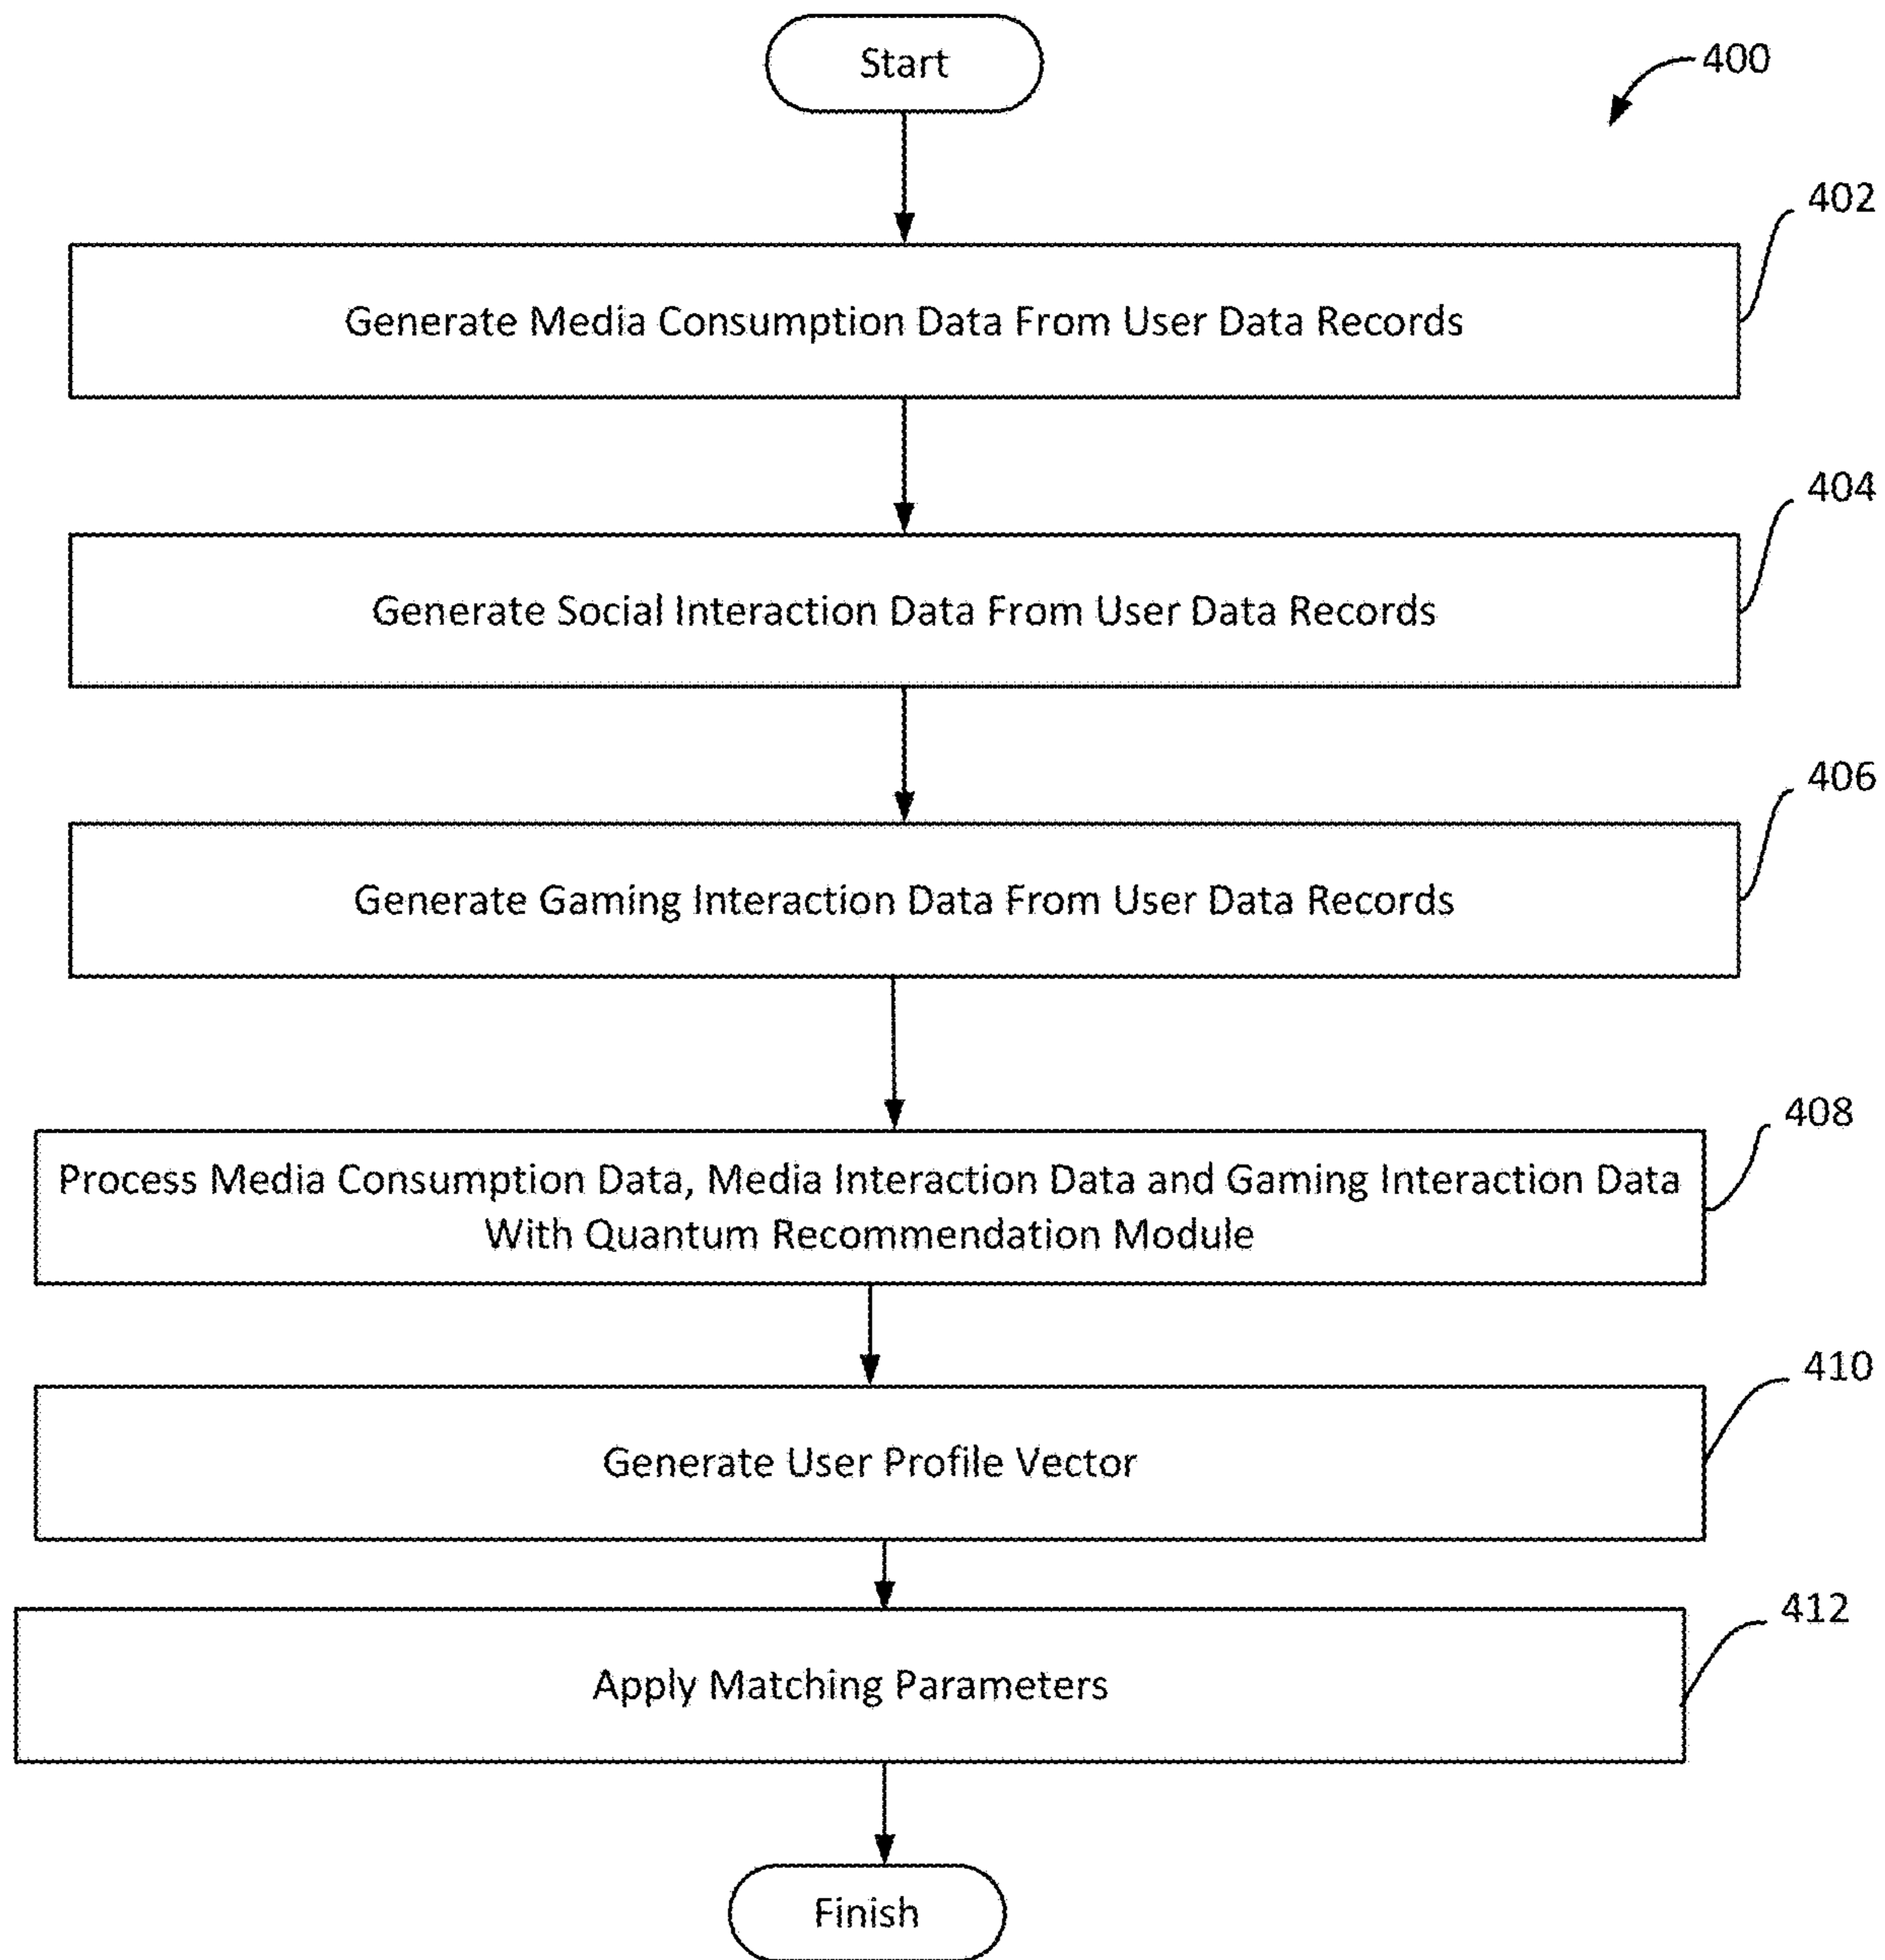 Start
400
402
Generate Media Consumption Data From User Data Records
404
Generate Social Interaction Data From User Data Records
406
Generate Gaming Interaction Data From User Data Records
408
Process Media Consumption Data, Media Interaction Data and Gaming Interaction Data
With Quantum Recommendation Module
410
Generate User Profile Vector
412
Apply Matching Parameters
Finish